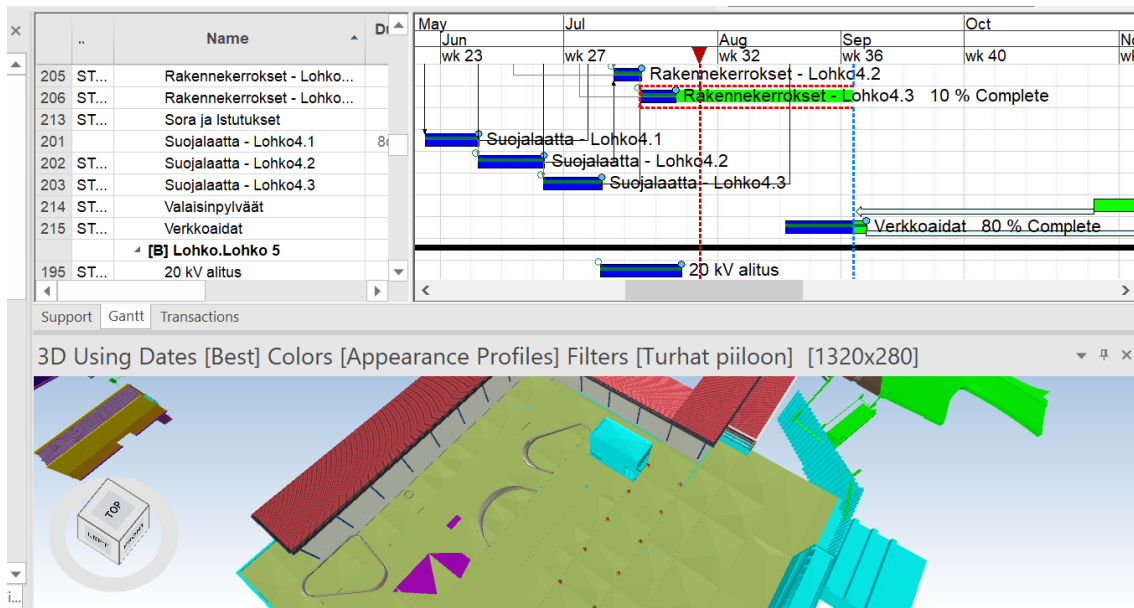 May Jul Oct
Jun Aug Sep
.. Name
wk 23 wk 27 wk 32 wk 36 wk 40
205 ST... Rakennekerrokset - Lohko...
Rakennekerrokset - Lohko4.2
206 ST... Rakennekerrokset - Lohko...
Rakennekerrokset - Lohko4.3 10 % Complete
213 ST... Sora ja Istutukset
201 Suojalaatta - Lohko4.1
Suojalaatta - Lohko4.1
202 ST... Suojalaatta - Lohko4.2
Suojalaatta - Lohko4.2
203 ST... Suojalaatta - Lohko4.3
Suojalaatta - Lohko4.3
214 ST... Valaisinpylväät
215 ST... Verkkoaidat
Verkkoaidat 80 % Complete
[B] Lohko.Lohko 5
195 ST... 20 kV alitus
20 kV alitus
Support Gantt Transactions
3D Using Dates [Best] Colors [Appearance Profiles] Filters [Turhat piiloon] [1320x280]
TOP
LEFT
FRONT
i...